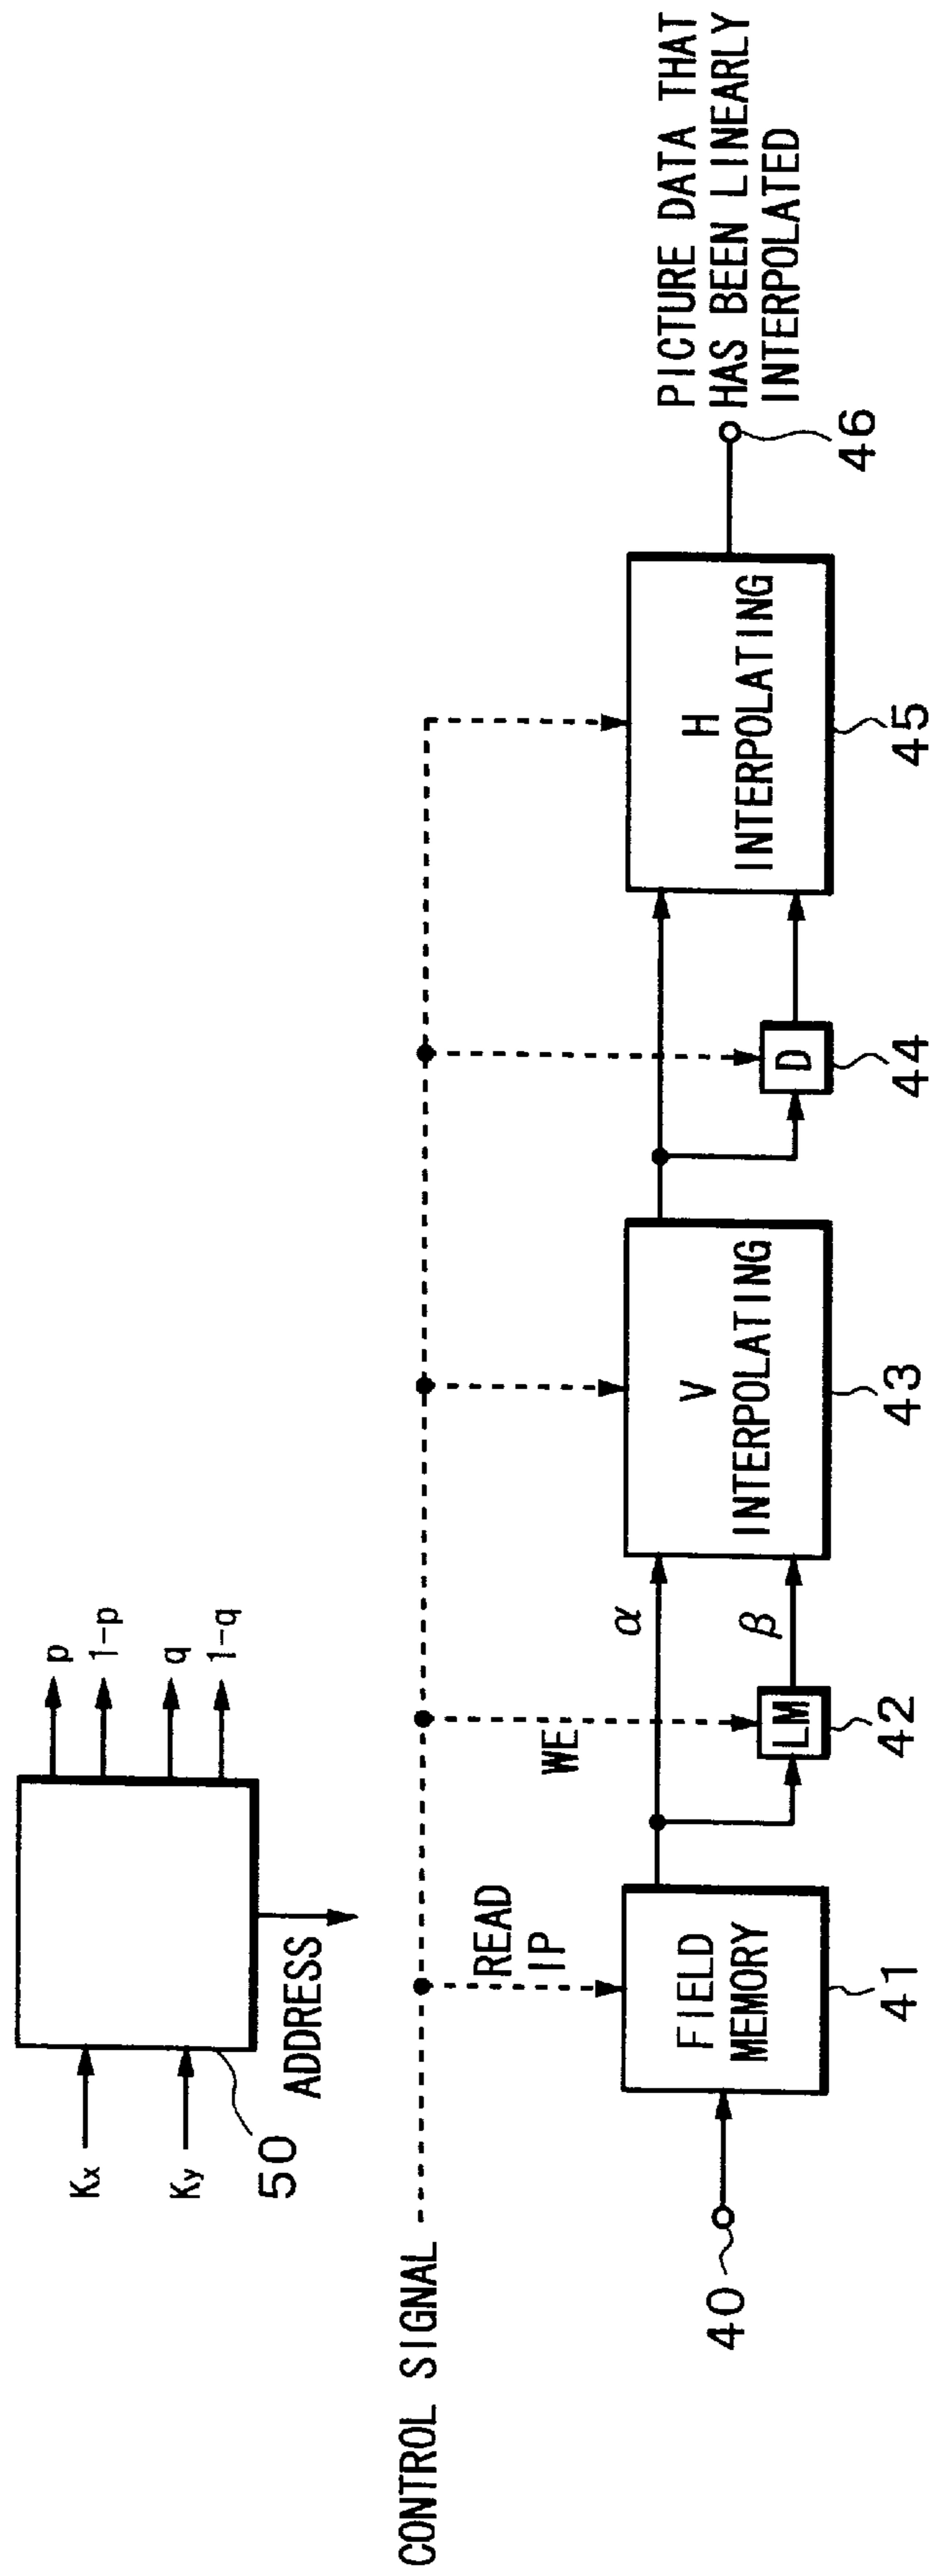 Kx
Ky
50
ADDRESS
p
1-p
q
1-q
CONTROL SIGNAL
READ
IP
WE
40
FIELD
MEMORY
41
α
β
LM
42
V
INTERPOLATING
43
D
44
H
INTERPOLATING
45
46
PICTURE DATA THAT
HAS BEEN LINEARLY
INTERPOLATED